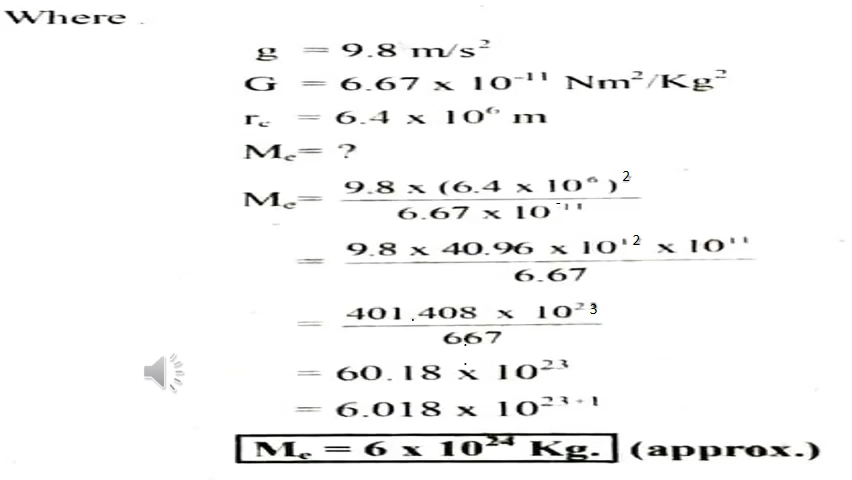 Where .
g = 9.8 m/s²
G = 6.67 x 10⁻¹¹ Nm²/Kg²
rₑ = 6.4 x 10⁶ m
Mₑ= ?
Mₑ= 9.8 x (6.4 x 10⁶ )² / 6.67 x 10⁻¹¹
= 9.8 x 40.96 x 10¹² x 10¹¹ / 6.67
= 401.408 x 10²³ / 667
= 60.18 x 10²³
= 6.018 x 10²³⁺¹
Mₑ = 6 x 10²⁴ Kg. (approx.)